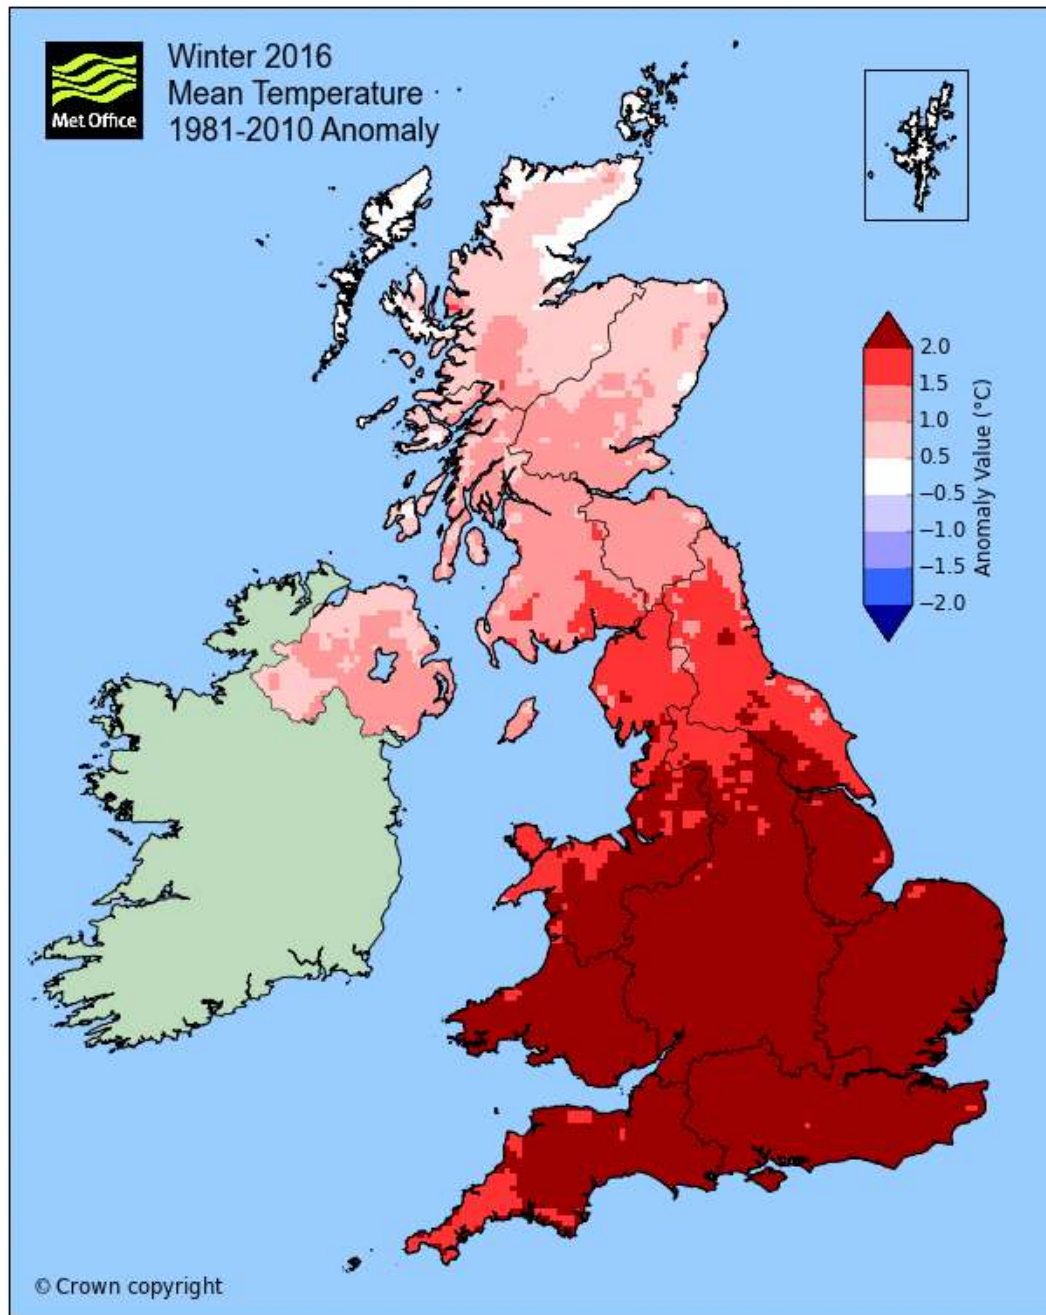 Winter 2016
Mean Temperature
1981-2010 Anomaly
Met Office
2.0
1.5
1.0
0.5
−0.5
−1.0
−1.5
−2.0
Anomaly Value (°C)
© Crown copyright